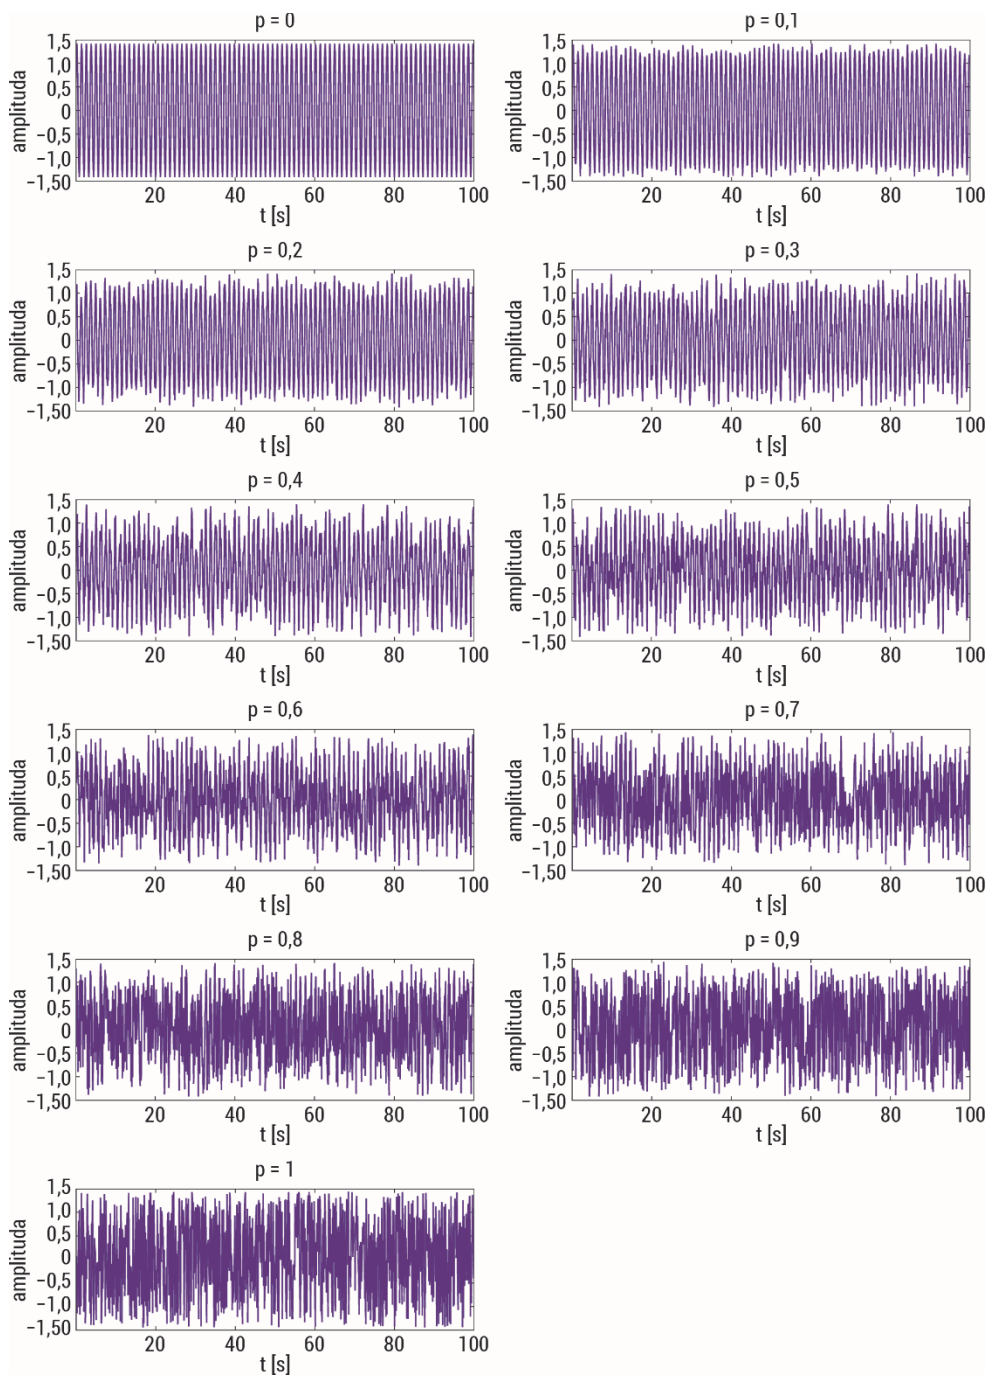 p = 0
1,5
1,0
0,5
0
−0,5
−1,0
−1,50
amplituda
20 40 60 80 100
t [s]
p = 0,1
1,5
1,0
0,5
0
−0,5
−1,0
−1,50
amplituda
20 40 60 80 100
t [s]
p = 0,2
1,5
1,0
0,5
0
−0,5
−1,0
−1,50
amplituda
20 40 60 80 100
t [s]
p = 0,3
1,5
1,0
0,5
0
−0,5
−1,0
−1,50
amplituda
20 40 60 80 100
t [s]
p = 0,4
1,5
1,0
0,5
0
−0,5
−1,0
−1,50
amplituda
20 40 60 80 100
t [s]
p = 0,5
1,5
1,0
0,5
0
−0,5
−1,0
−1,50
amplituda
20 40 60 80 100
t [s]
p = 0,6
1,5
1,0
0,5
0
−0,5
−1,0
−1,50
amplituda
20 40 60 80 100
t [s]
p = 0,7
1,5
1,0
0,5
0
−0,5
−1,0
−1,50
amplituda
20 40 60 80 100
t [s]
p = 0,8
1,5
1,0
0,5
0
−0,5
−1,0
−1,50
amplituda
20 40 60 80 100
t [s]
p = 0,9
1,5
1,0
0,5
0
−0,5
−1,0
−1,50
amplituda
20 40 60 80 100
t [s]
p = 1
1,5
1,0
0,5
0
−0,5
−1,0
−1,50
amplituda
20 40 60 80 100
t [s]